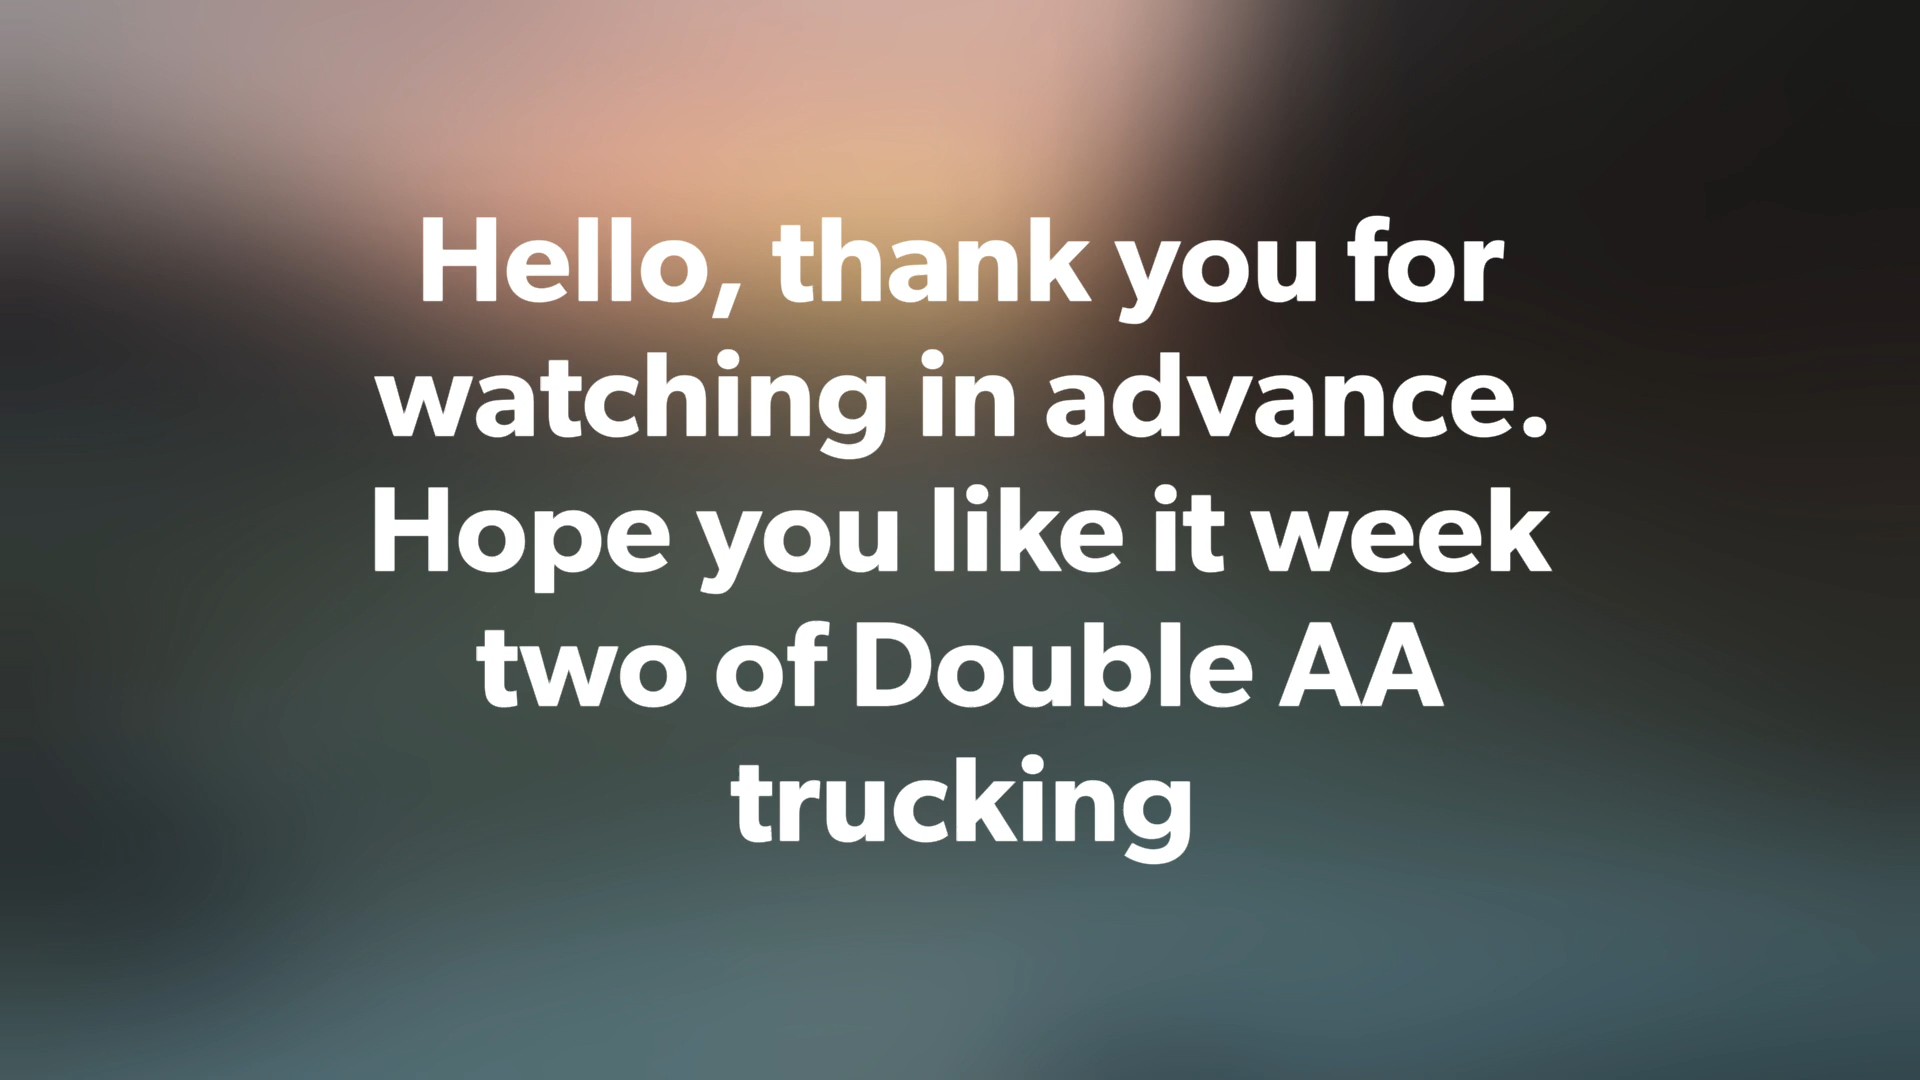 Hello, thank you for
watching in advance.
Hope you like it week
two of Double AA
trucking